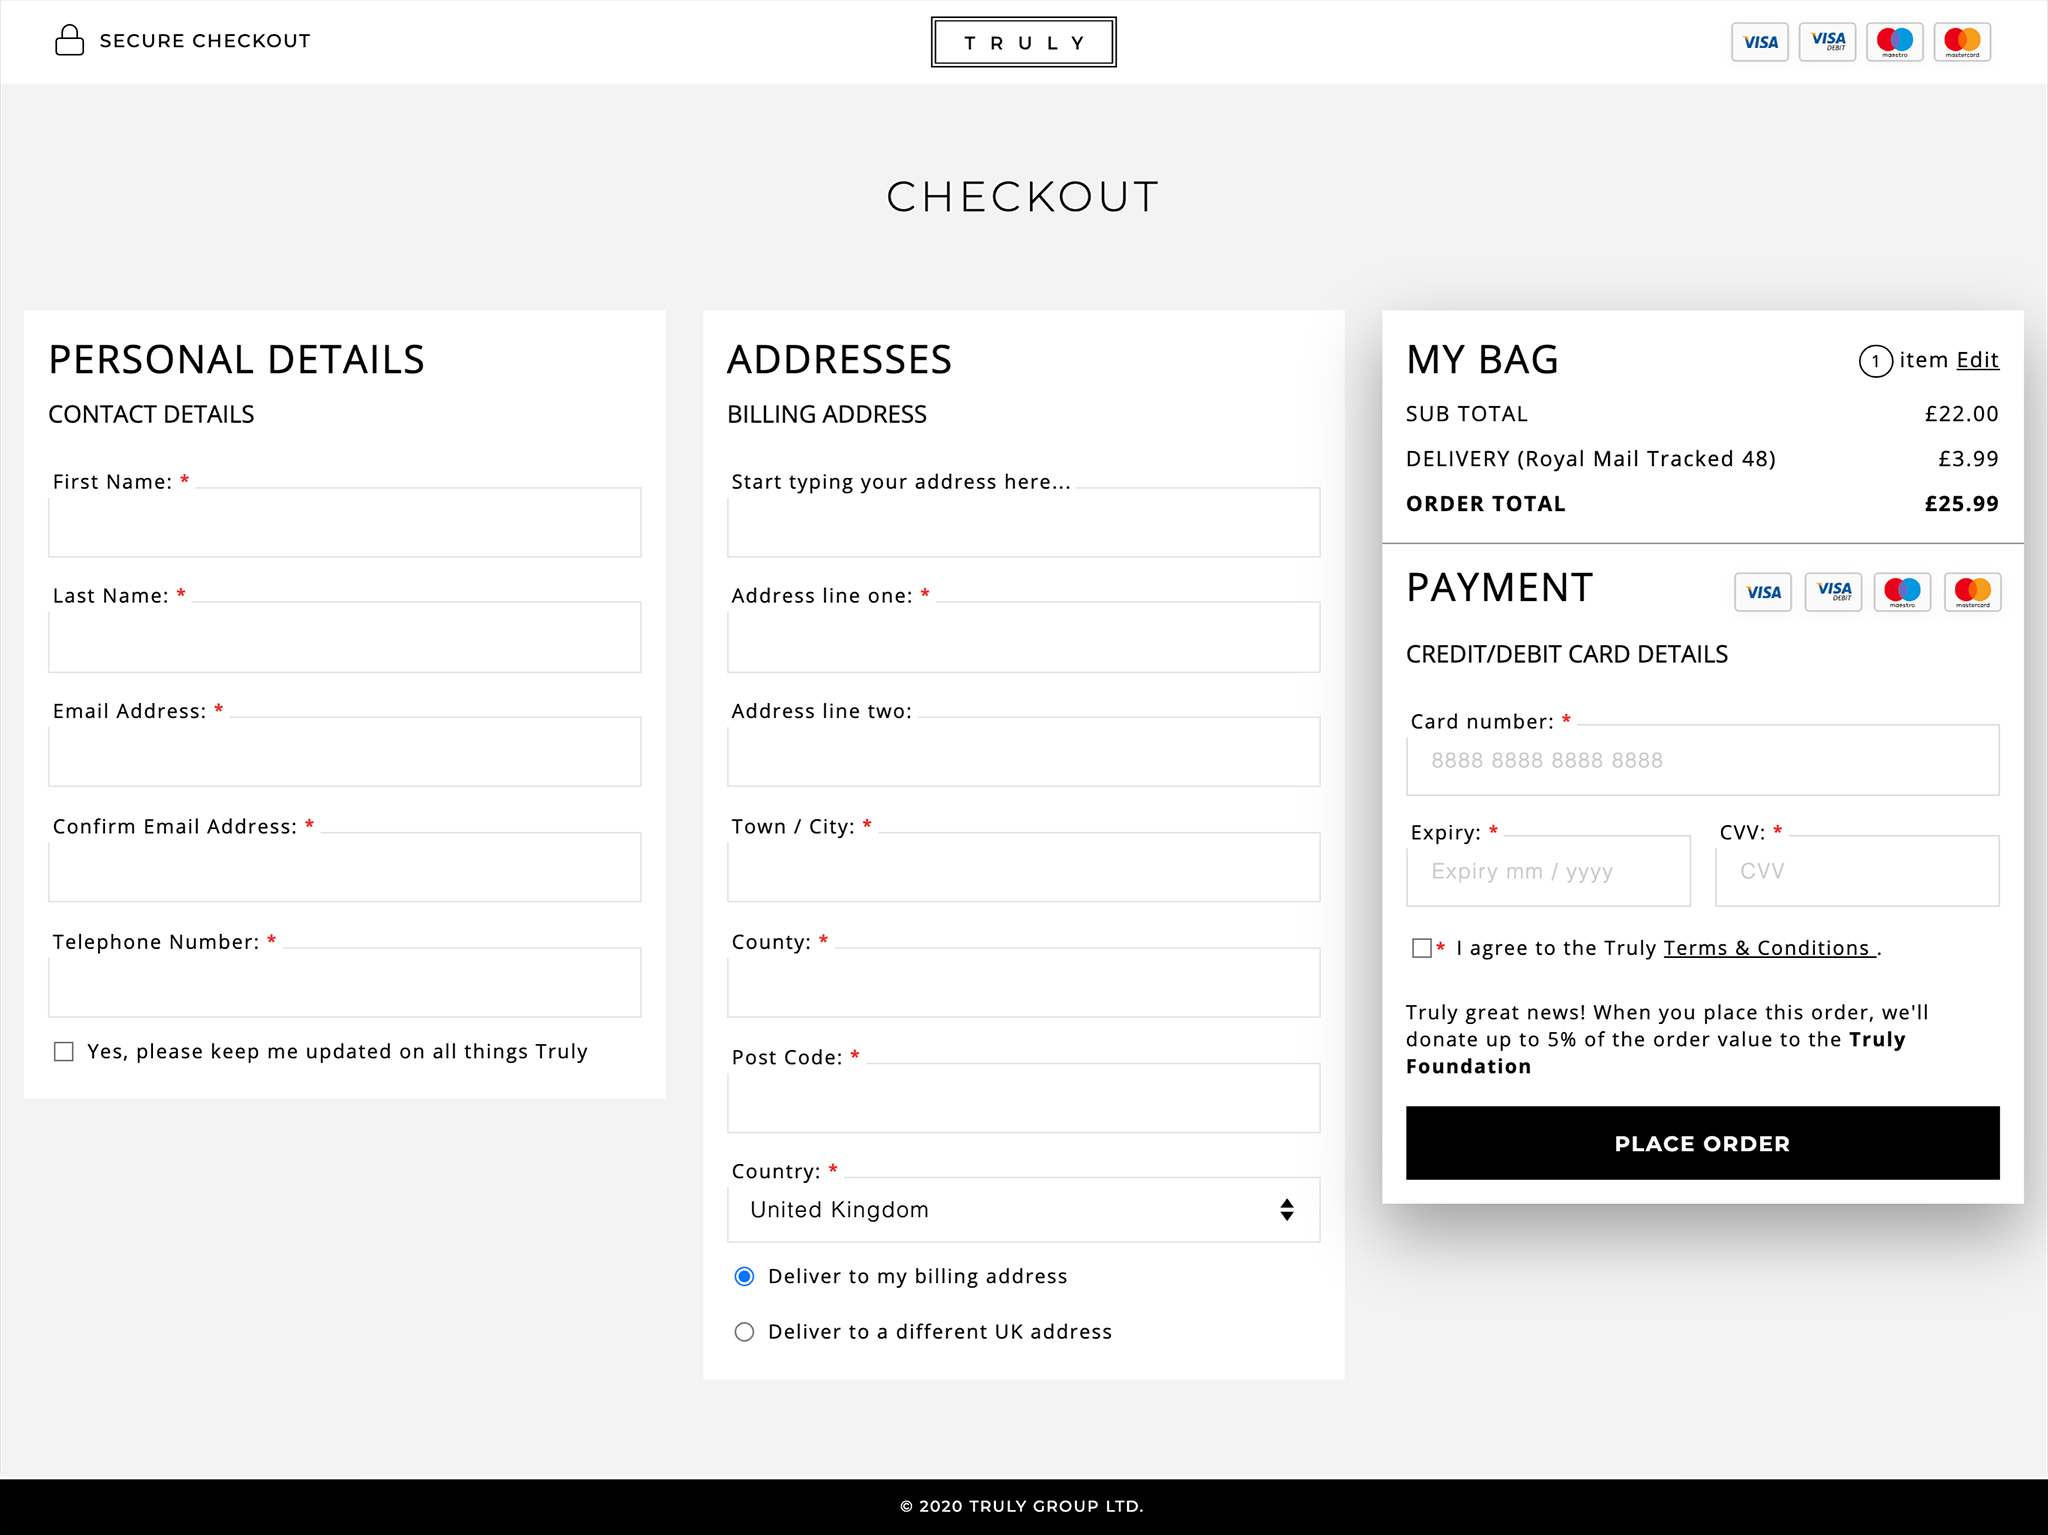 SECURE CHECKOUT
TRULY
VISA
VISA DEBIT
maestro
mastercard
CHECKOUT
PERSONAL DETAILS
CONTACT DETAILS
First Name: *
Last Name: *
Email Address: *
Confirm Email Address: *
Telephone Number: *
Yes, please keep me updated on all things Truly
ADDRESSES
BILLING ADDRESS
Start typing your address here...
Address line one: *
Address line two:
Town / City: *
County: *
Post Code: *
Country: *
United Kingdom
Deliver to my billing address
Deliver to a different UK address
MY BAG
1 item Edit
SUB TOTAL £22.00
DELIVERY (Royal Mail Tracked 48) £3.99
ORDER TOTAL £25.99
PAYMENT
VISA
VISA DEBIT
maestro
mastercard
CREDIT/DEBIT CARD DETAILS
Card number: *
8888 8888 8888 8888
Expiry: * CVV: *
Expiry mm / yyyy CVV
* I agree to the Truly Terms & Conditions .
Truly great news! When you place this order, we'll
donate up to 5% of the order value to the Truly
Foundation
PLACE ORDER
© 2020 TRULY GROUP LTD.